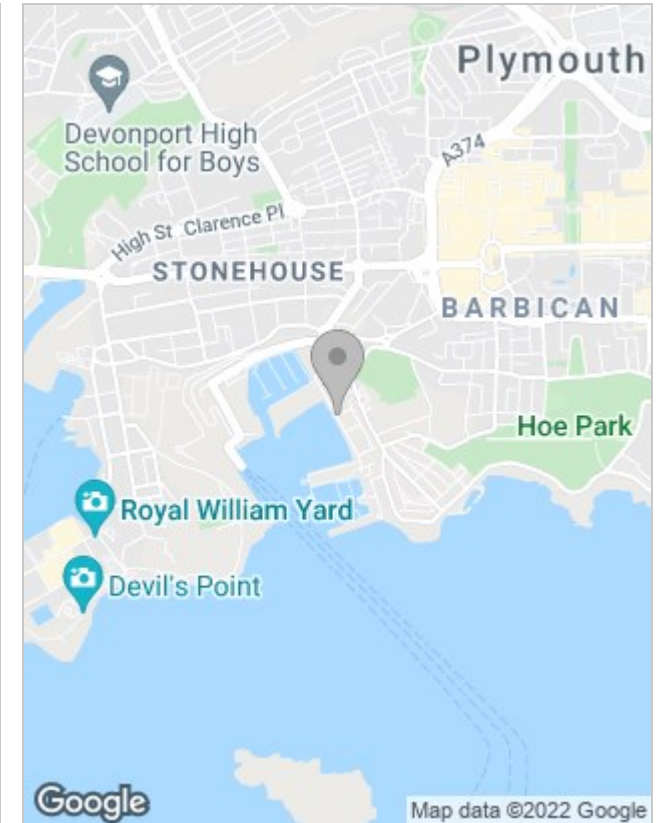 Plymouth
Devonport High
School for Boys
A374
High St
Clarence Pl
STONEHOUSE
BARBICAN
Hoe Park
Royal William Yard
Devil's Point
Google
Map data ©2022 Google